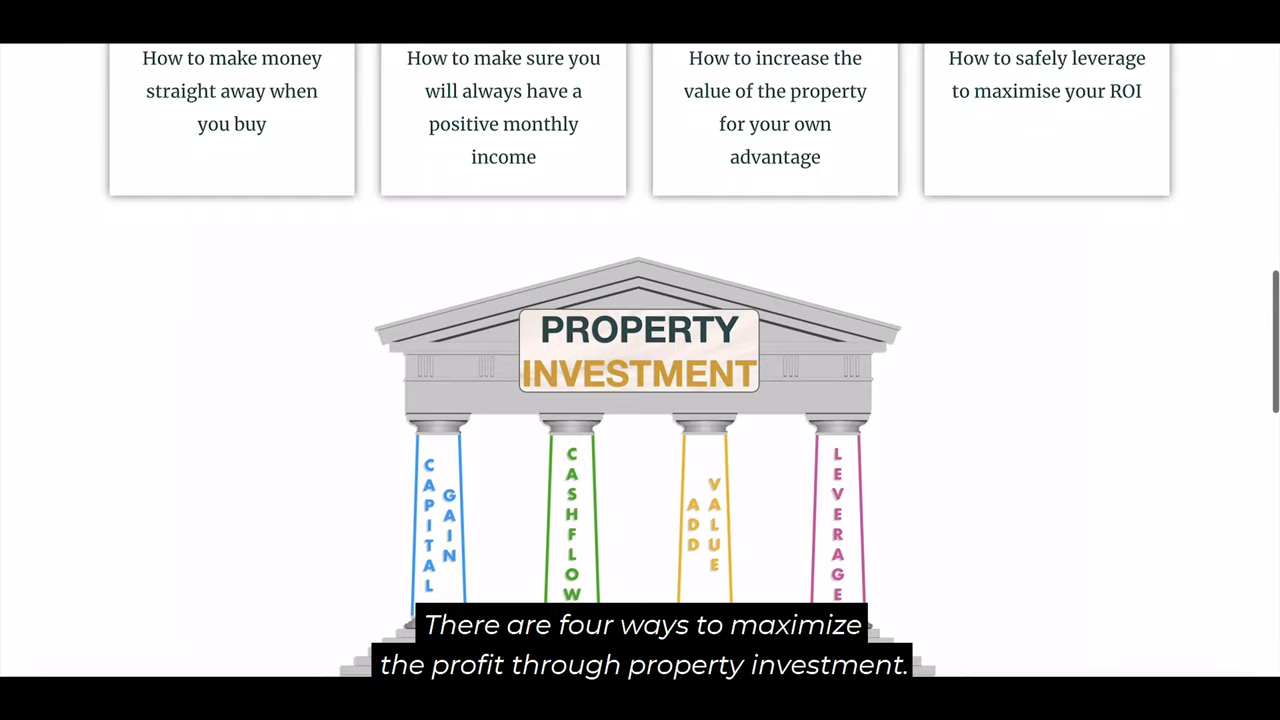 How to make money
straight away when
you buy
How to make sure you
will always have a
positive monthly
income
How to increase the
value of the property
for your own
advantage
How to safely leverage
to maximise your ROI
PROPERTY
INVESTMENT
CAPITAL
GAIN
CASHFLOW
ADD
VALUE
LEVERAGE
There are four ways to maximize
the profit through property investment.